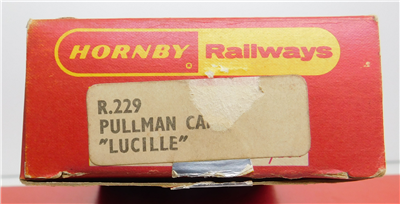 HORNBY Railways
R.229
PULLMAN CA
"LUCILLE"